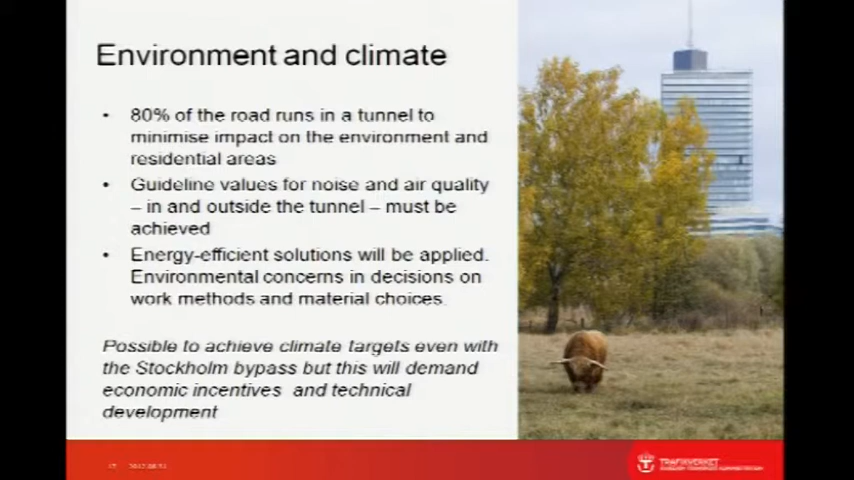 Environment and climate
• 80% of the road runs in a tunnel to
minimise impact on the environment and
residential areas
• Guideline values for noise and air quality
– in and outside the tunnel – must be
achieved
• Energy-efficient solutions will be applied.
Environmental concerns in decisions on
work methods and material choices.
Possible to achieve climate targets even with
the Stockholm bypass but this will demand
economic incentives and technical
development
17
TRAFIKVERKET